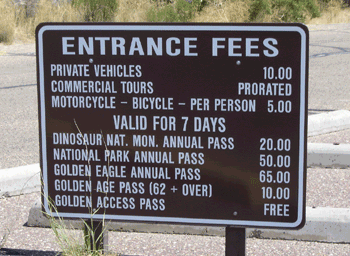 ENTRANCE FEES
PRIVATE VEHICLES 10.00
COMMERCIAL TOURS PRORATED
MOTORCYCLE - BICYCLE - PER PERSON 5.00
VALID FOR 7 DAYS
DINOSAUR NAT. MON. ANNUAL PASS 20.00
NATIONAL PARK ANNUAL PASS 50.00
GOLDEN EAGLE ANNUAL PASS 65.00
GOLDEN AGE PASS (62 + OVER) 10.00
GOLDEN ACCESS PASS FREE